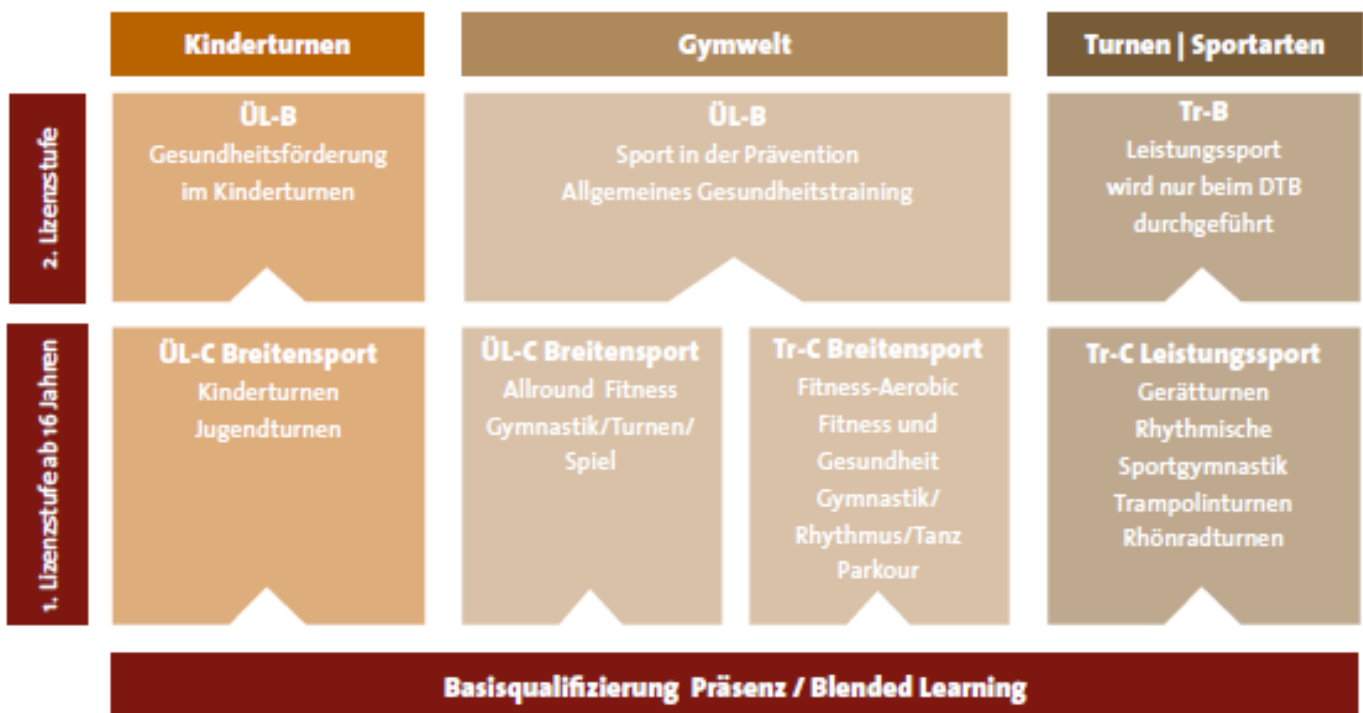 Kinderturnen
Gymwelt
Turnen | Sportarten
2. Lizenzstufe
ÜL-B
Gesundheitsförderung
im Kinderturnen
ÜL-B
Sport in der Prävention
Allgemeines Gesundheitstraining
Tr-B
Leistungssport
wird nur beim DTB
durchgeführt
1. Lizenzstufe ab 16 Jahren
ÜL-C Breitensport
Kinderturnen
Jugendturnen
ÜL-C Breitensport
Allround Fitness
Gymnastik/Turnen/
Spiel
Tr-C Breitensport
Fitness-Aerobic
Fitness und
Gesundheit
Gymnastik/
Rhythmus/Tanz
Parkour
Tr-C Leistungssport
Gerätturnen
Rhythmische
Sportgymnastik
Trampolinturnen
Rhönradturnen
Basisqualifizierung Präsenz / Blended Learning